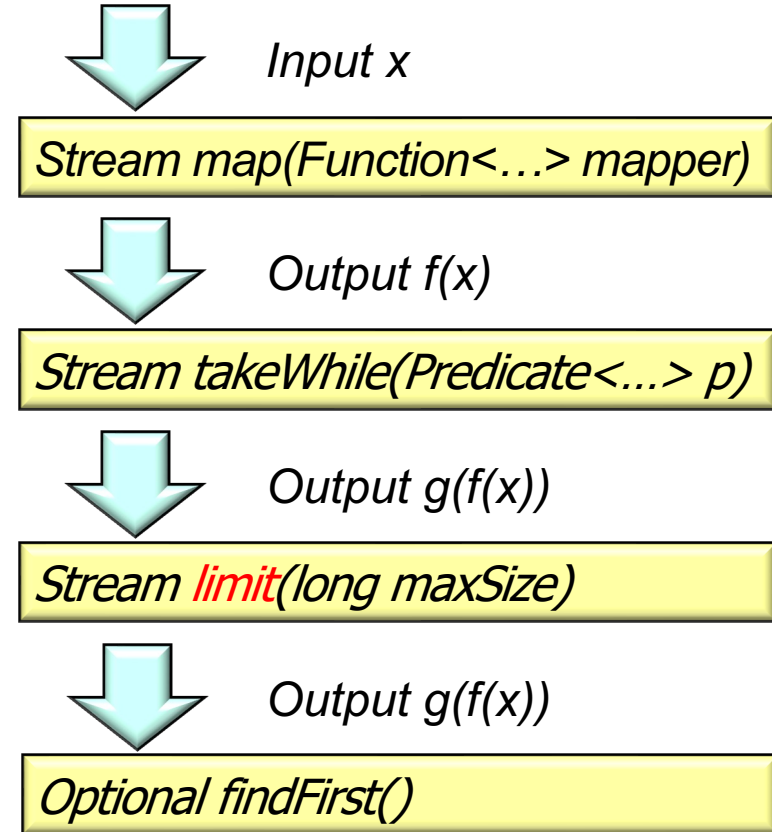 Input x
Stream map(Function<…> mapper)
Output f(x)
Stream takeWhile(Predicate<...> p)
Output g(f(x))
Stream limit(long maxSize)
Output g(f(x))
Optional findFirst()